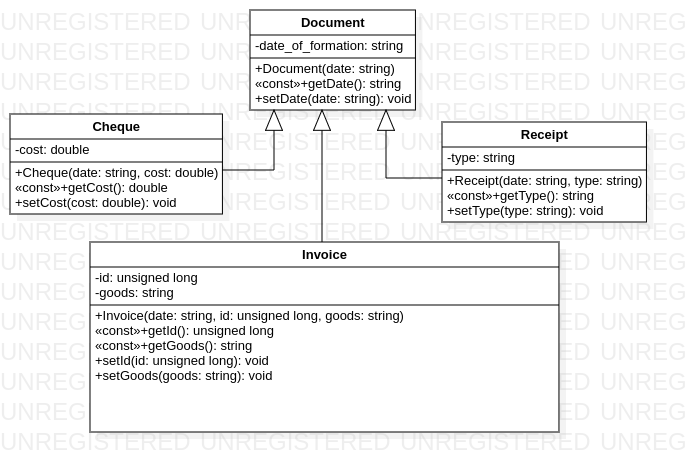 Document
-date_of_formation: string
+Document(date: string)
«const»+getDate(): string
+setDate(date: string): void
Cheque
-cost: double
+Cheque(date: string, cost: double)
«const»+getCost(): double
+setCost(cost: double): void
Receipt
-type: string
+Receipt(date: string, type: string)
«const»+getType(): string
+setType(type: string): void
Invoice
-id: unsigned long
-goods: string
+Invoice(date: string, id: unsigned long, goods: string)
«const»+getId(): unsigned long
«const»+getGoods(): string
+setId(id: unsigned long): void
+setGoods(goods: string): void
UNREGISTERED